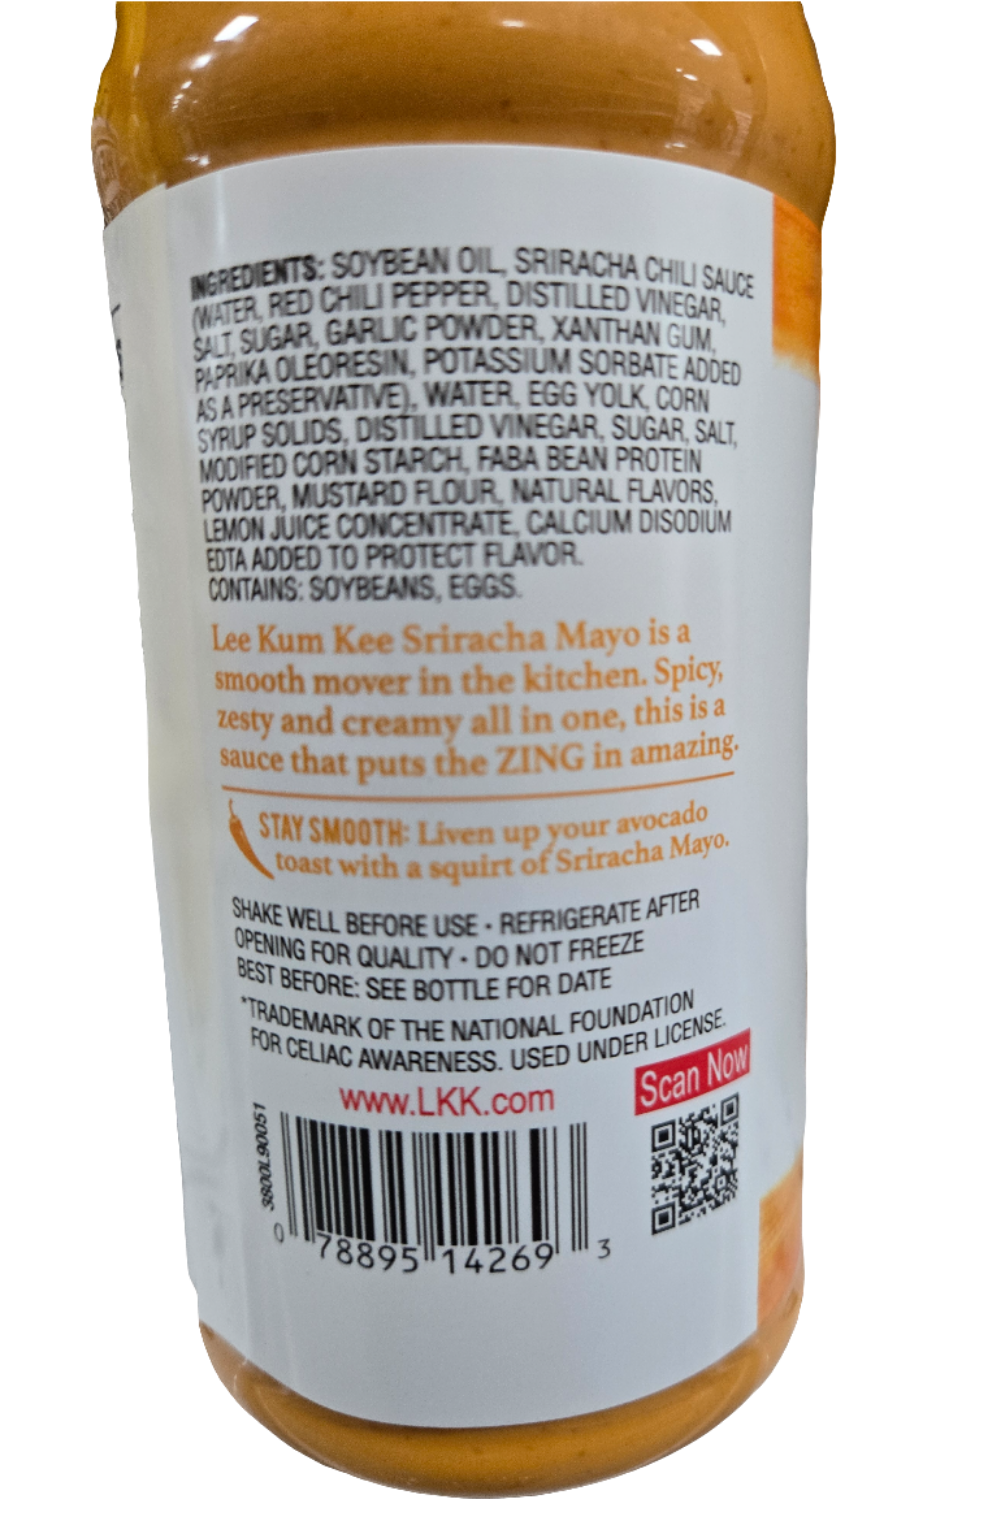 INGREDIENTS: SOYBEAN OIL, SRIRACHA CHILI SAUCE
(WATER, RED CHILI PEPPER, DISTILLED VINEGAR,
SALT, SUGAR, GARLIC POWDER, XANTHAN GUM,
PAPRIKA OLEORESIN, POTASSIUM SORBATE ADDED
AS A PRESERVATIVE), WATER, EGG YOLK, CORN
SYRUP SOLIDS, DISTILLED VINEGAR, SUGAR, SALT,
MODIFIED CORN STARCH, FABA BEAN PROTEIN
POWDER, MUSTARD FLOUR, NATURAL FLAVORS,
LEMON JUICE CONCENTRATE, CALCIUM DISODIUM
EDTA ADDED TO PROTECT FLAVOR.
CONTAINS: SOYBEANS, EGGS.
Lee Kum Kee Sriracha Mayo is a
smooth mover in the kitchen. Spicy,
zesty and creamy all in one, this is a
sauce that puts the ZING in amazing.
STAY SMOOTH: Liven up your avocado
toast with a squirt of Sriracha Mayo.
SHAKE WELL BEFORE USE • REFRIGERATE AFTER
OPENING FOR QUALITY • DO NOT FREEZE
BEST BEFORE: SEE BOTTLE FOR DATE
*TRADEMARK OF THE NATIONAL FOUNDATION
FOR CELIAC AWARENESS. USED UNDER LICENSE.
www.LKK.com
Scan Now
3800L90051
0 78895 14269 3